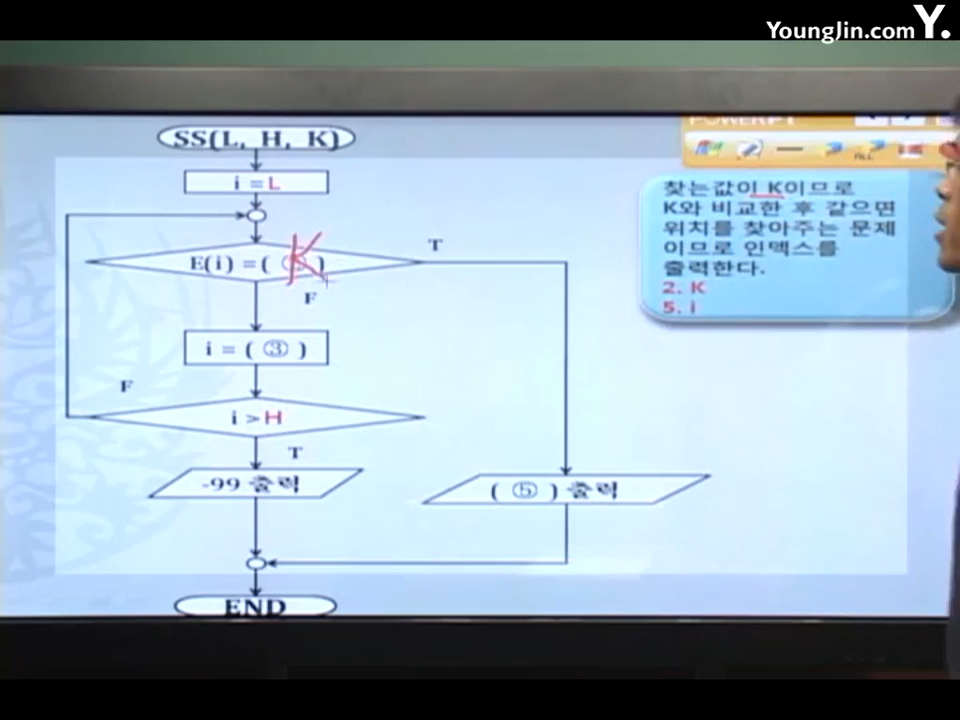 YoungJin.com Y.
SS(L, H, K)
i = L
E(i) = ( K )
T
F
i = ( ③ )
F
i > H
T
-99 출력
( ⑤ ) 출력
END
찾는값이 K이므로
K와 비교한 후 같으면
위치를 찾아주는 문제
이므로 인덱스를
출력한다.
2. K
5. i